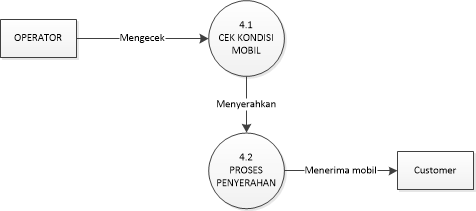 OPERATOR
Mengecek
4.1
CEK KONDISI
MOBIL
Menyerahkan
4.2
PROSES
PENYERAHAN
Menerima mobil
Customer